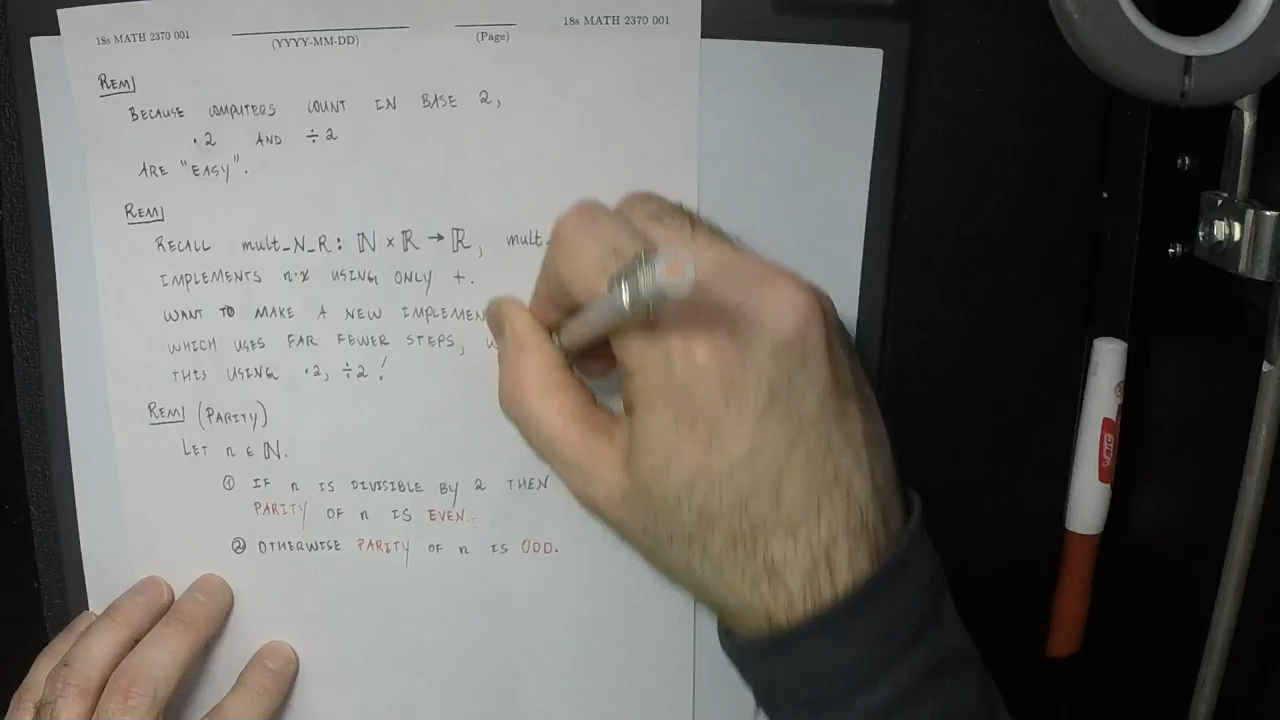 18s MATH 2370 001
(YYYY-MM-DD)
(Page)
18s MATH 2370 001
REM
BECAUSE COMPUTERS COUNT IN BASE 2,
· 2 AND ÷ 2
ARE "EASY".
REM
RECALL mult_N_R: ℕ × ℝ → ℝ, mult_
IMPLEMENTS n·x USING ONLY +.
WANT TO MAKE A NEW IMPLEMEN
WHICH USES FAR FEWER STEPS,
THIS USING ·2, ÷2!
REM (PARITY)
LET n ∈ ℕ.
① IF n IS DIVISIBLE BY 2 THEN
PARITY OF n IS EVEN.
② OTHERWISE PARITY OF n IS ODD.
BIC